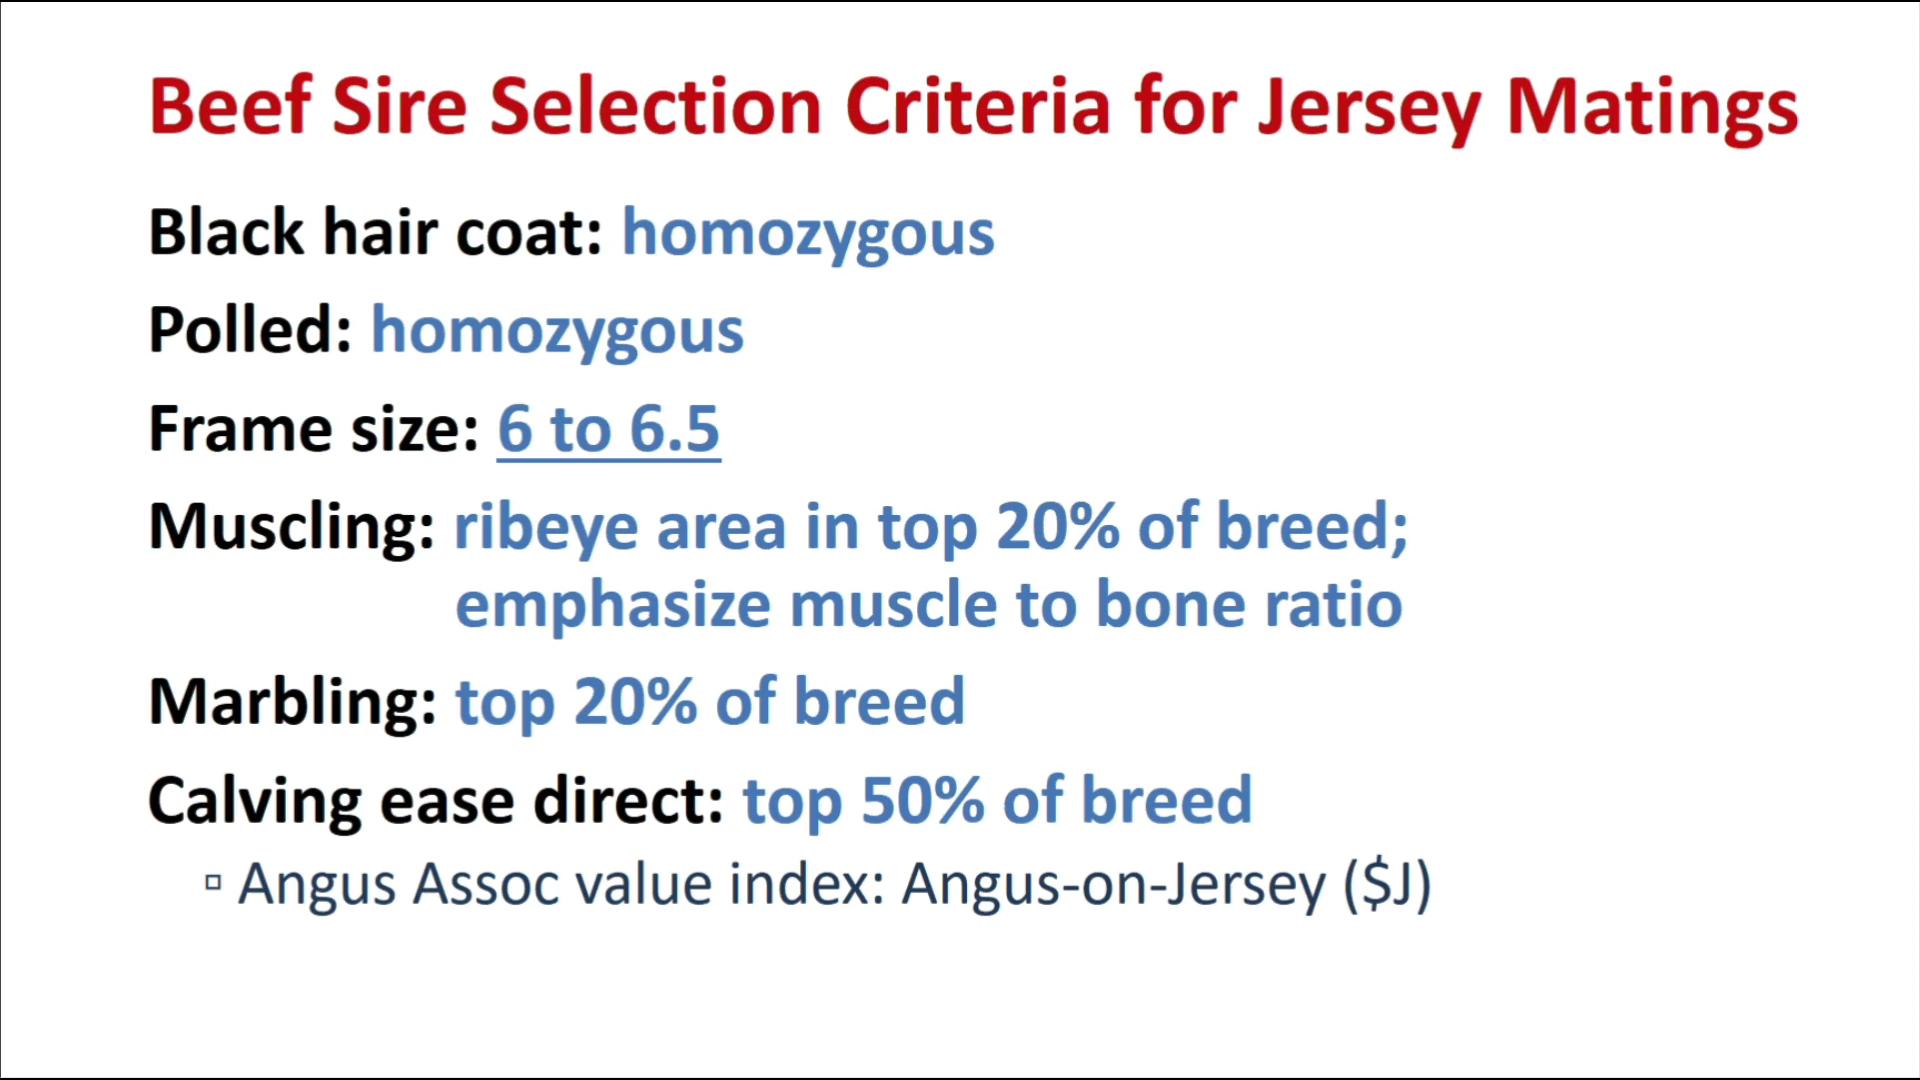 Beef Sire Selection Criteria for Jersey Matings
Black hair coat: homozygous
Polled: homozygous
Frame size: 6 to 6.5
Muscling: ribeye area in top 20% of breed;
emphasize muscle to bone ratio
Marbling: top 20% of breed
Calving ease direct: top 50% of breed
▫ Angus Assoc value index: Angus-on-Jersey ($J)